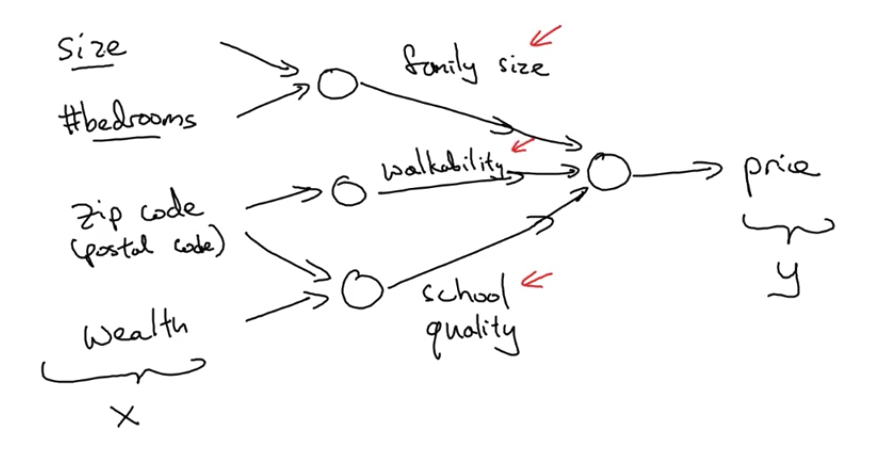 size
#bedrooms
zip code
(postal code)
wealth
x
family size
walkability
school
quality
price
y